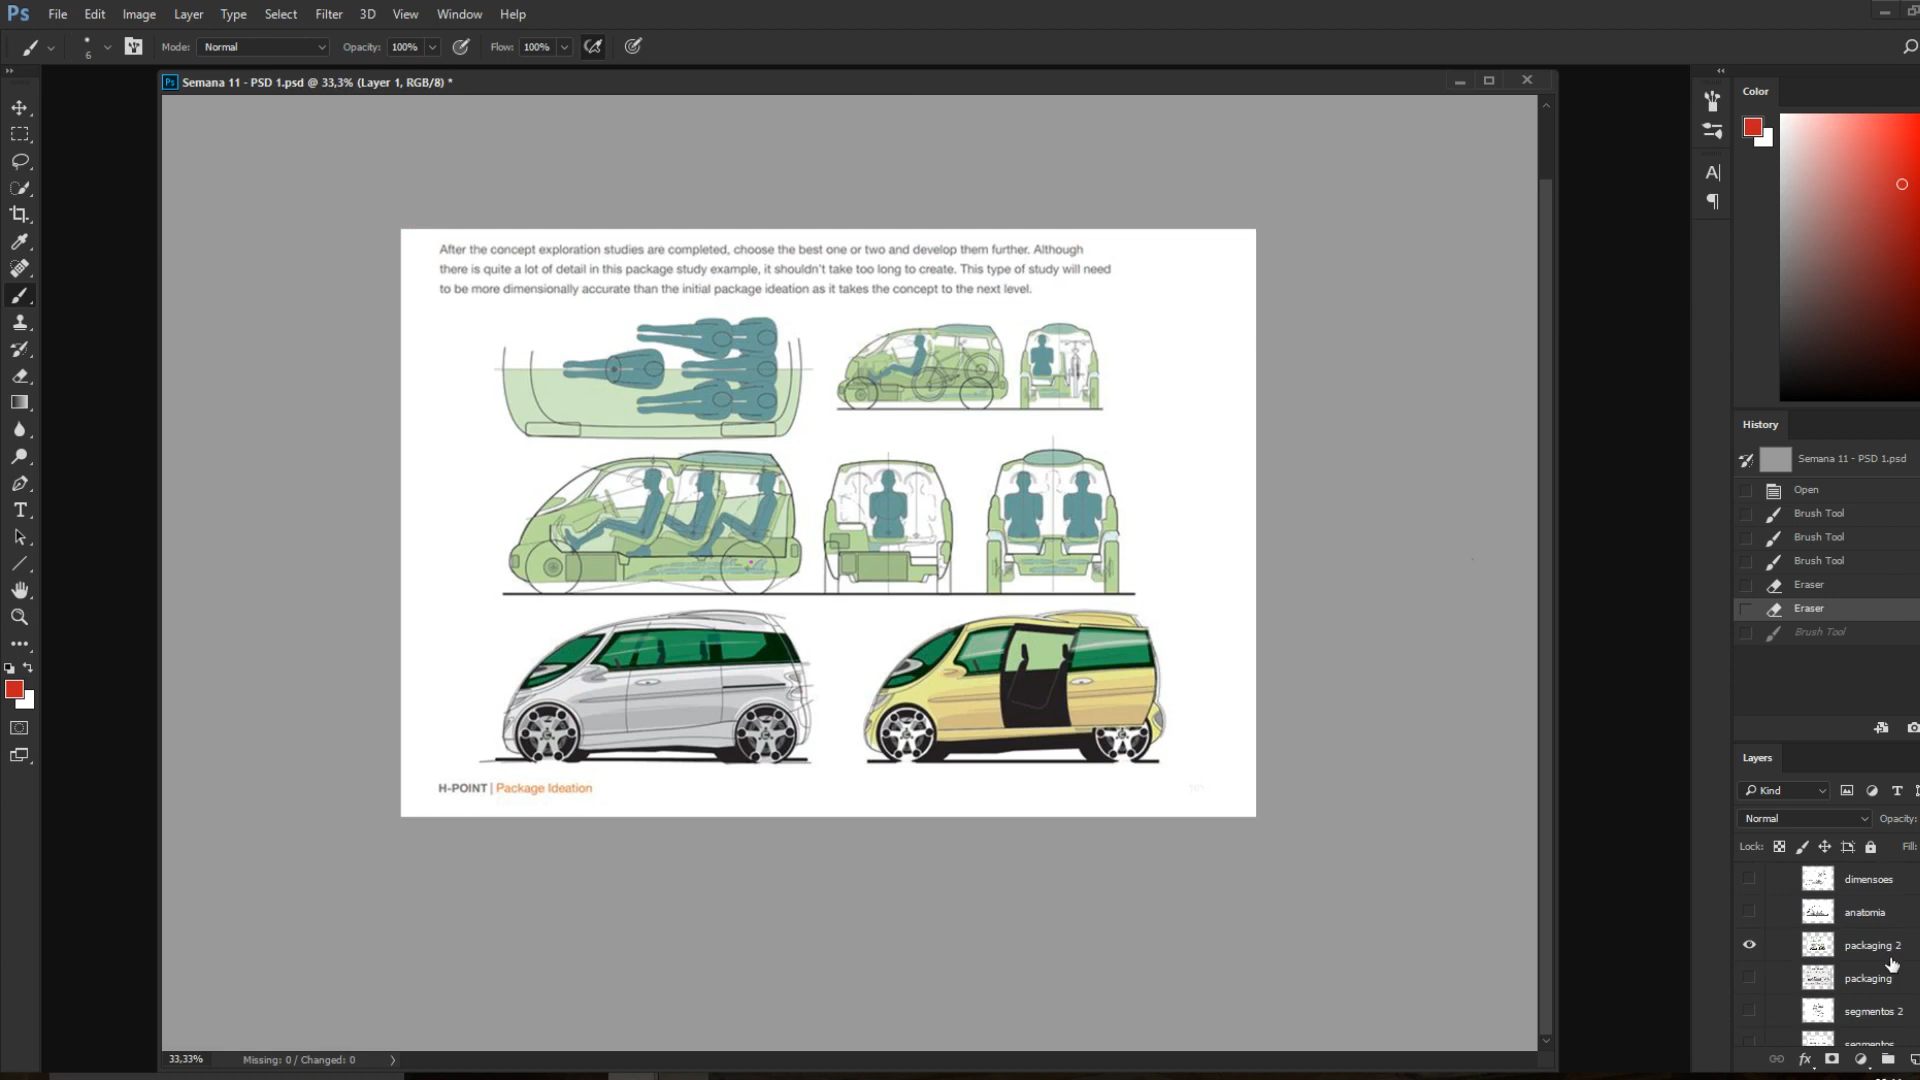 Ps File Edit Image Layer Type Select Filter 3D View Window Help
6 Mode: Normal Opacity: 100% Flow: 100%
Ps Semana 11 - PSD 1.psd @ 33,3% (Layer 1, RGB/8) *
Color
After the concept exploration studies are completed, choose the best one or two and develop them further. Although
there is quite a lot of detail in this package study example, it shouldn't take too long to create. This type of study will need
to be more dimensionally accurate than the initial package ideation as it takes the concept to the next level.
H-POINT | Package Ideation
History
Semana 11 - PSD 1.psd
Open
Brush Tool
Brush Tool
Brush Tool
Eraser
Eraser
Brush Tool
Layers
Kind
Normal Opacity:
Lock: Fill:
dimensoes
anatomia
packaging 2
packaging
segmentos 2
segmentos
fx
33,33% Missing: 0 / Changed: 0